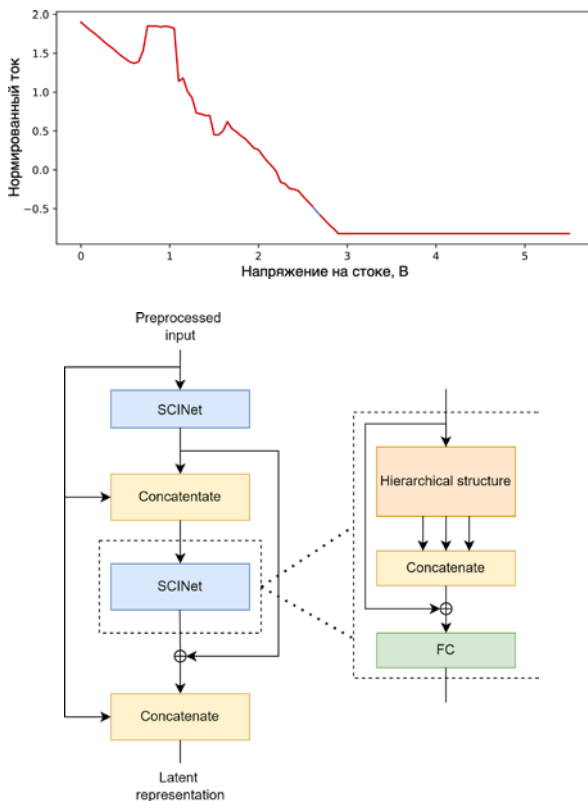 2.0
1.5
1.0
0.5
0.0
−0.5
Нормированный ток
0 1 2 3 4 5
Напряжение на стоке, В
Preprocessed
input
SCINet
Concatentate
SCINet
Concatenate
Latent
representation
Hierarchical structure
Concatenate
FC